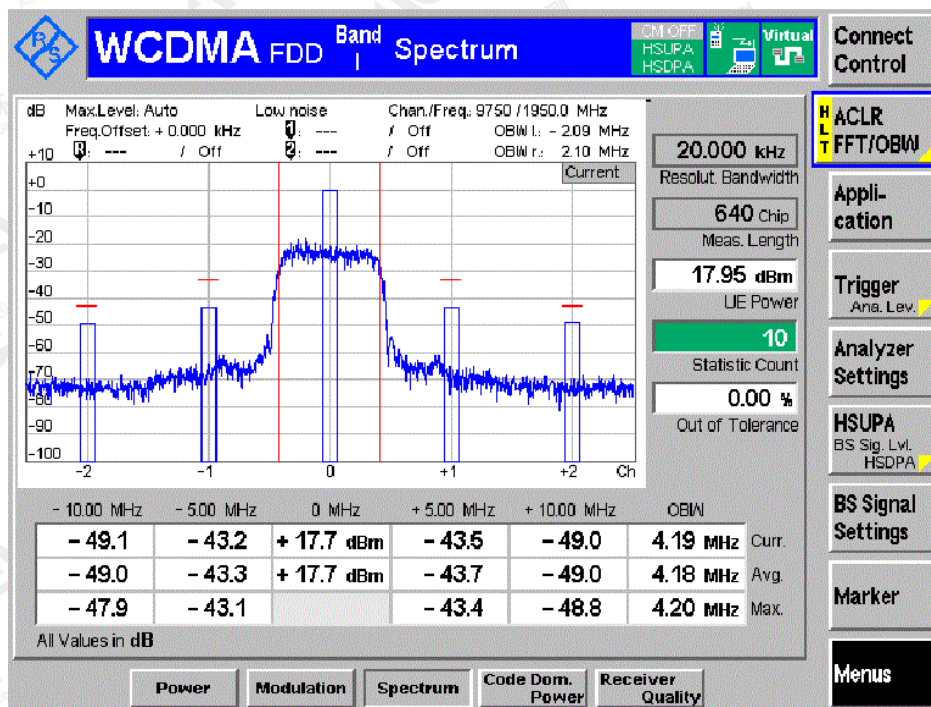 R&S
WCDMA FDD Band I Spectrum
CM OFF
HSUPA
HSDPA
Virtual
Connect Control
dB Max.Level: Auto Low noise Chan./Freq.: 9750 / 1950.0 MHz
Freq.Offset: + 0.000 kHz 1: --- / Off OBW l.: - 2.09 MHz
R: --- / Off 2: --- / Off OBW r.: 2.10 MHz
Current
+10
+0
-10
-20
-30
-40
-50
-60
-70
-80
-90
-100
-2 -1 0 +1 +2 Ch
20.000 kHz
Resolut. Bandwidth
640 Chip
Meas. Length
17.95 dBm
UE Power
10
Statistic Count
0.00 %
Out of Tolerance
- 10.00 MHz - 5.00 MHz 0 MHz + 5.00 MHz + 10.00 MHz OBW
- 49.1 - 43.2 + 17.7 dBm - 43.5 - 49.0 4.19 MHz Curr.
- 49.0 - 43.3 + 17.7 dBm - 43.7 - 49.0 4.18 MHz Avg.
- 47.9 - 43.1 - 43.4 - 48.8 4.20 MHz Max.
All Values in dB
HLT
ACLR
FFT/OBW
Appli-
cation
Trigger
Ana. Lev.
Analyzer
Settings
HSUPA
BS Sig. Lvl.
HSDPA
BS Signal
Settings
Marker
Menus
Power Modulation Spectrum Code Dom. Power Receiver Quality